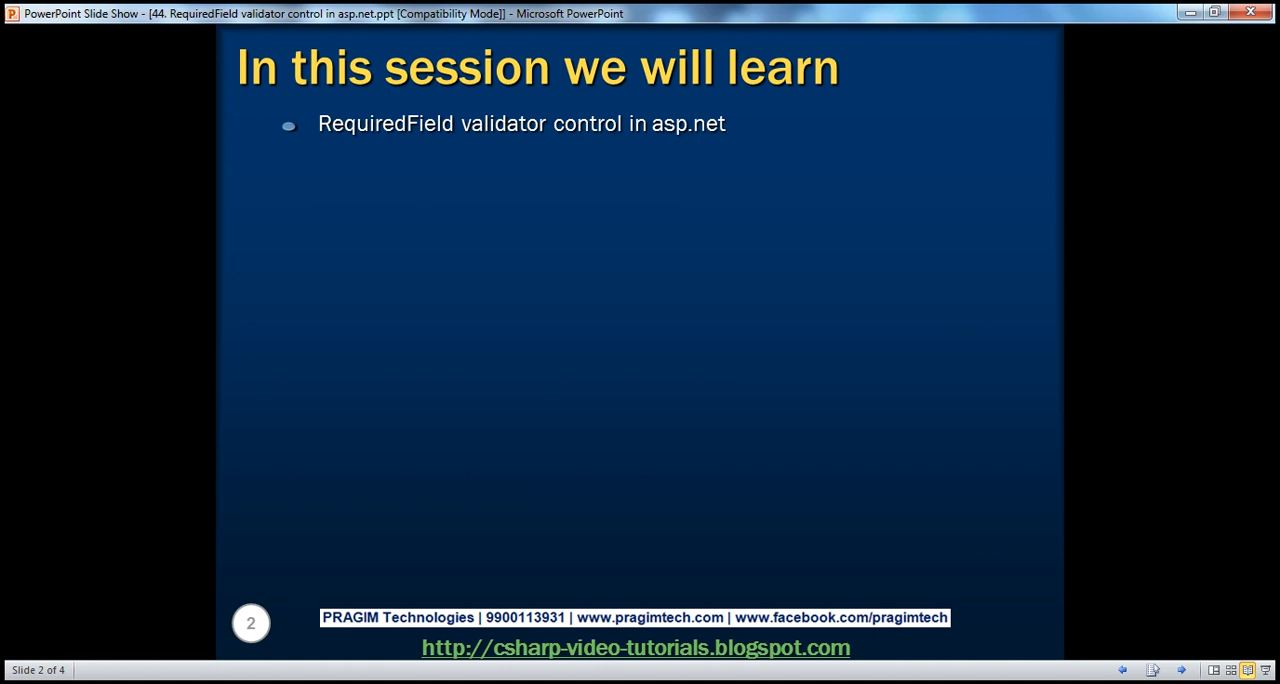 PowerPoint Slide Show - [44. RequiredField validator control in asp.net.ppt [Compatibility Mode]] - Microsoft PowerPoint
In this session we will learn
RequiredField validator control in asp.net
2
PRAGIM Technologies | 9900113931 | www.pragimtech.com | www.facebook.com/pragimtech
http://csharp-video-tutorials.blogspot.com
Slide 2 of 4